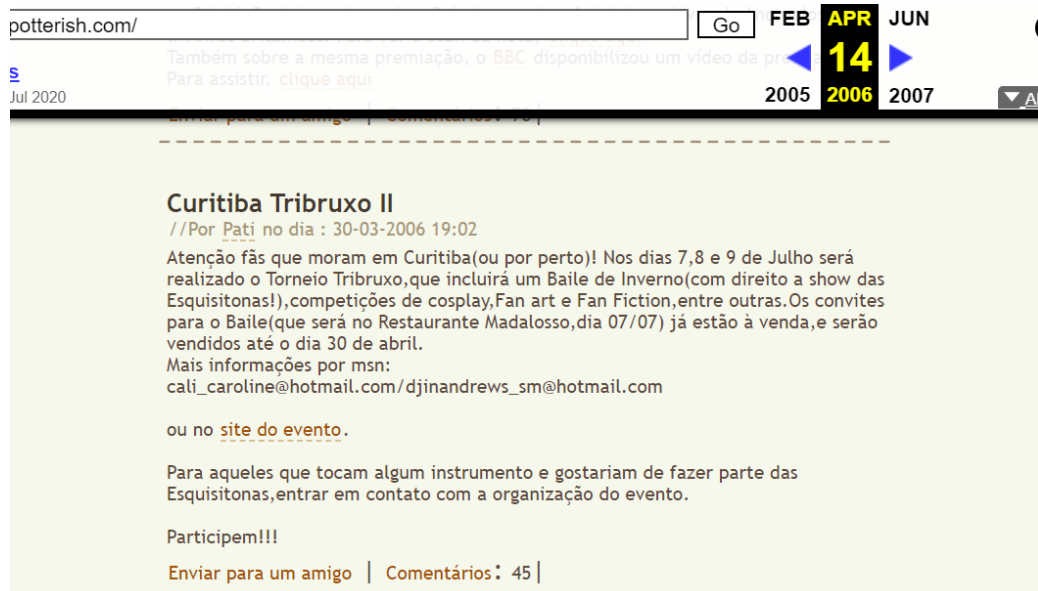 potterish.com/
Go
FEB APR JUN
14
s
Jul 2020
2005 2006 2007
Também sobre a mesma premiação, o BBC disponibilizou um vídeo da
Para assistir, clique aqui
Enviar para um amigo | Comentários:
Curitiba Tribruxo II
//Por Pati no dia : 30-03-2006 19:02
Atenção fãs que moram em Curitiba(ou por perto)! Nos dias 7,8 e 9 de Julho será
realizado o Torneio Tribruxo,que incluirá um Baile de Inverno(com direito a show das
Esquisitonas!),competições de cosplay,Fan art e Fan Fiction,entre outras.Os convites
para o Baile(que será no Restaurante Madalosso,dia 07/07) já estão à venda,e serão
vendidos até o dia 30 de abril.
Mais informações por msn:
cali_caroline@hotmail.com/djinandrews_sm@hotmail.com
ou no site do evento.
Para aqueles que tocam algum instrumento e gostariam de fazer parte das
Esquisitonas,entrar em contato com a organização do evento.
Participem!!!
Enviar para um amigo | Comentários: 45|